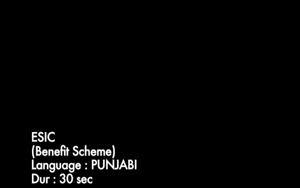 ESIC
(Benefit Scheme)
Language : PUNJABI
Dur : 30 sec